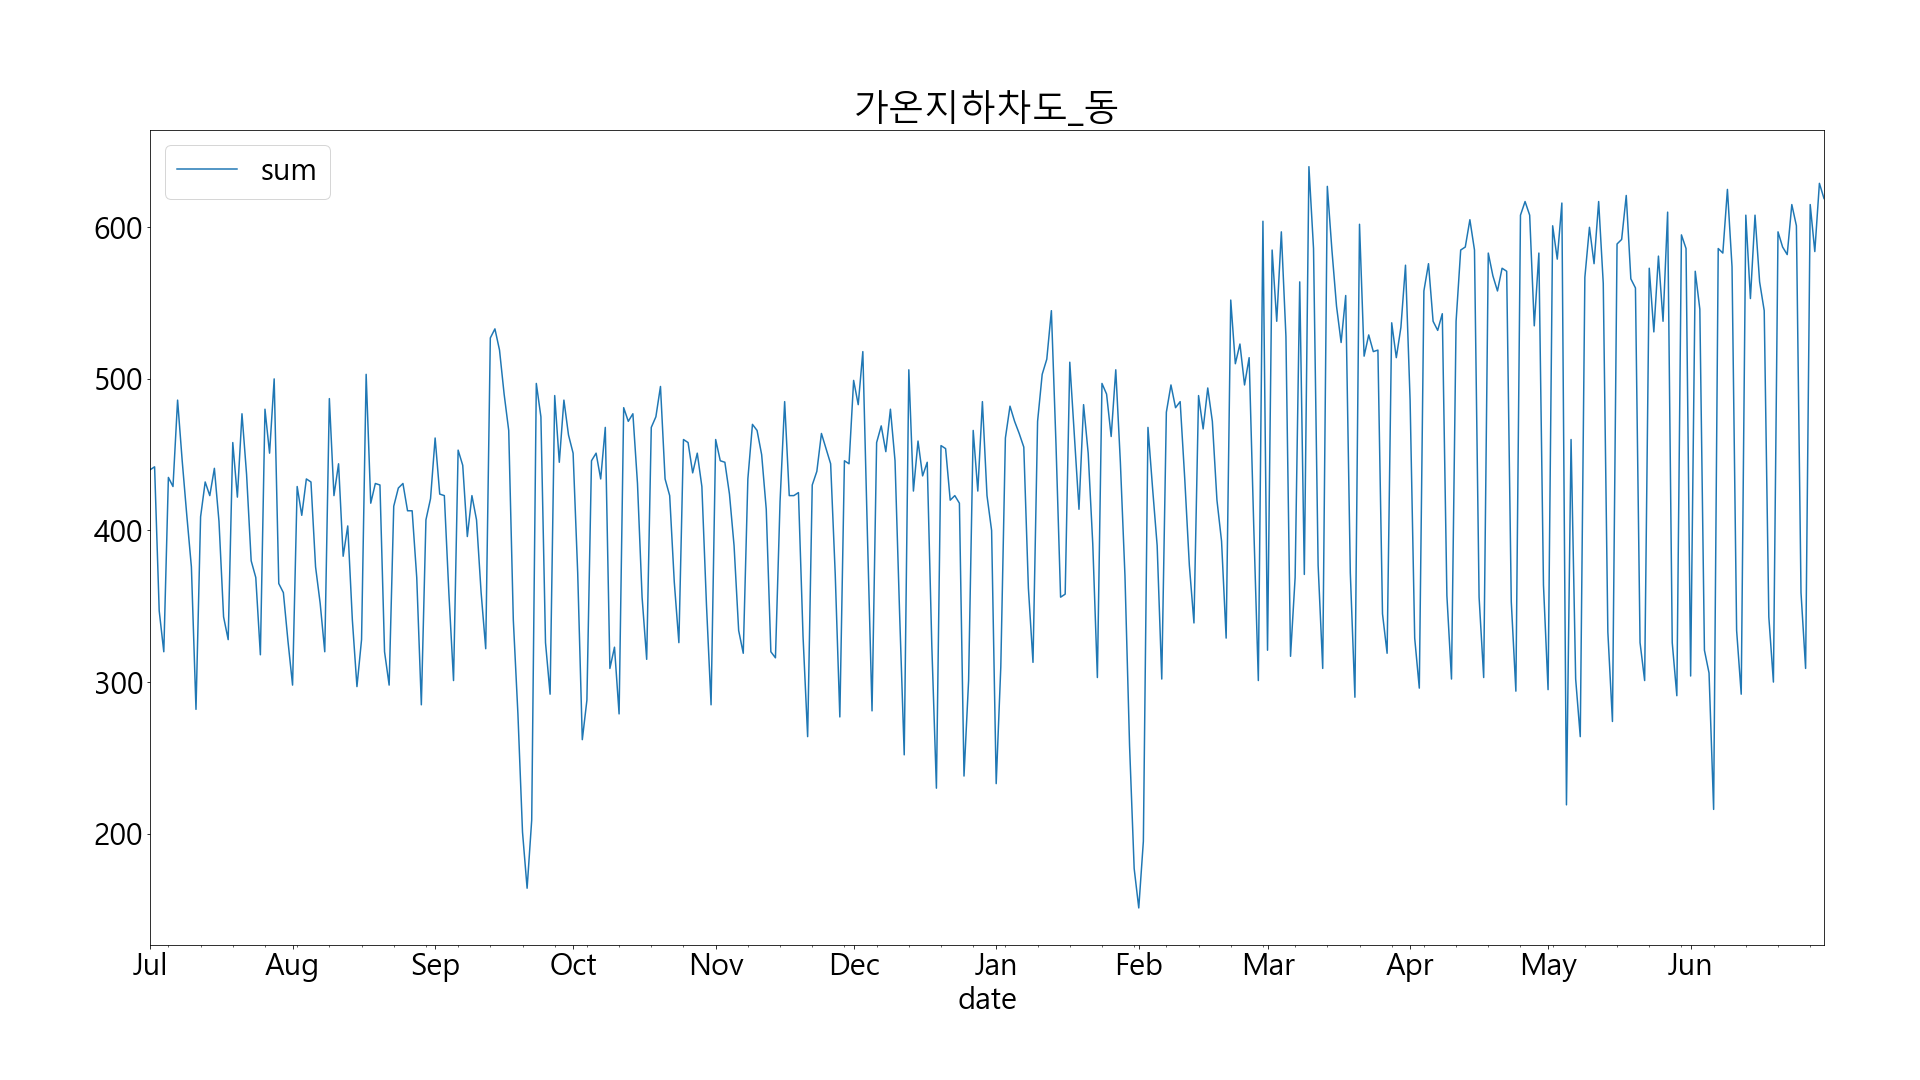 가온지하차도_동
sum
600
500
400
300
200
Jul Aug Sep Oct Nov Dec Jan Feb Mar Apr May Jun
date